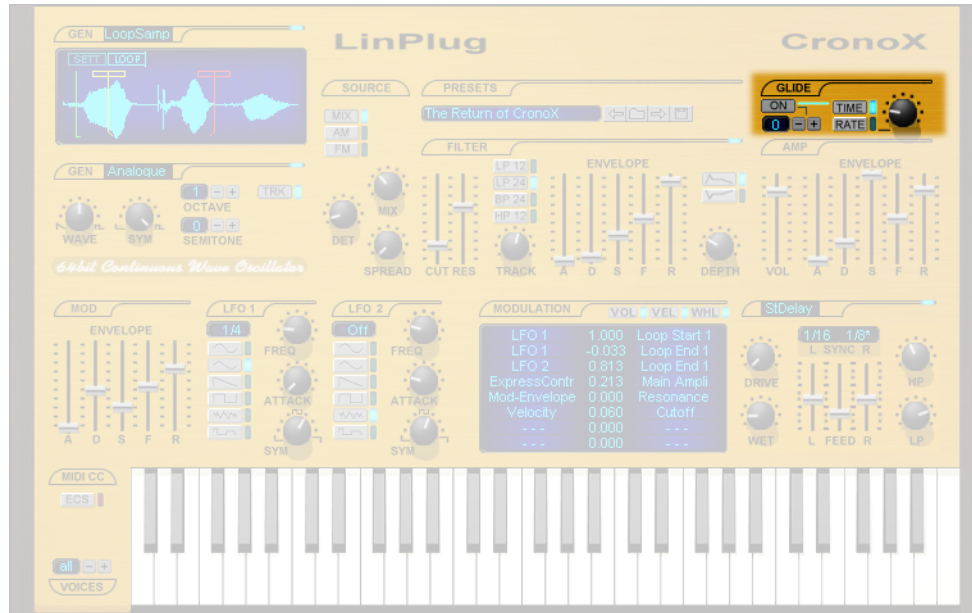 GEN LoopSamp
SETT LOOP
LinPlug
CronoX
SOURCE
MIX
AM
FM
PRESETS
The Return of CronoX
GLIDE
ON
0 - +
TIME
RATE
GEN Analogue
1 - +
OCTAVE
TRK
0 - +
SEMITONE
WAVE
SYM
64bit Continuous Wave Oscillator
MIX
DET
SPREAD
FILTER
LP 12
LP 24
BP 24
HP 12
ENVELOPE
CUT RES
TRACK
A D S F R
DEPTH
AMP
ENVELOPE
VOL
A D S F R
MOD
ENVELOPE
A D S F R
LFO 1
1/4
FREQ
ATTACK
SYM
LFO 2
Off
FREQ
ATTACK
SYM
MODULATION VOL VEL WHL
LFO 1 1.000 Loop Start 1
LFO 1 -0.033 Loop End 1
LFO 2 0.813 Loop End 1
ExpressContr 0.213 Main Ampli
Mod-Envelope 0.000 Resonance
Velocity 0.060 Cutoff
- - - 0.000 - - -
- - - 0.000 - - -
StDelay
1/16 1/8*
L SYNC R
DRIVE
HP
WET
L FEED R
LP
MIDI CC
ECS
all - +
VOICES